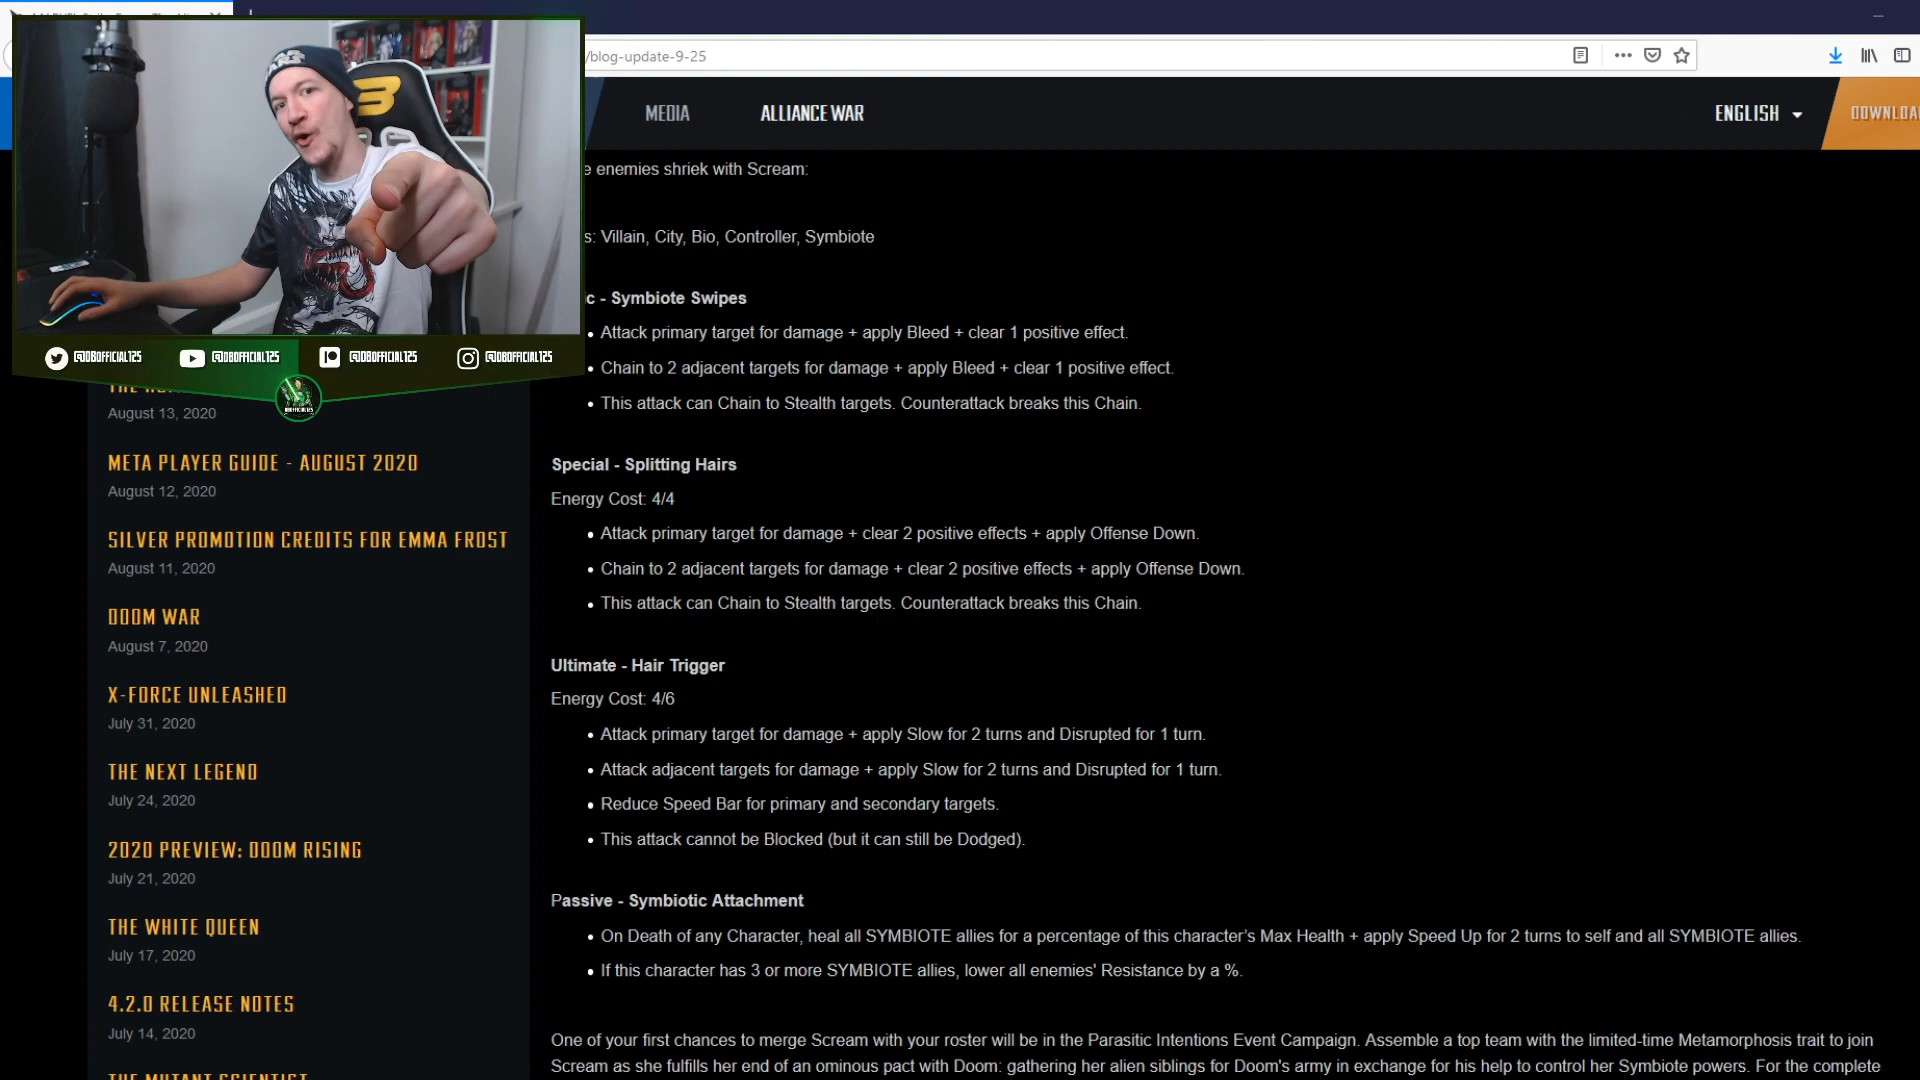 /blog-update-9-25
MEDIA
ALLIANCE WAR
ENGLISH
enemies shriek with Scream:
Villain, City, Bio, Controller, Symbiote
- Symbiote Swipes
• Attack primary target for damage + apply Bleed + clear 1 positive effect.
• Chain to 2 adjacent targets for damage + apply Bleed + clear 1 positive effect.
• This attack can Chain to Stealth targets. Counterattack breaks this Chain.
Special - Splitting Hairs
Energy Cost: 4/4
• Attack primary target for damage + clear 2 positive effects + apply Offense Down.
• Chain to 2 adjacent targets for damage + clear 2 positive effects + apply Offense Down.
• This attack can Chain to Stealth targets. Counterattack breaks this Chain.
Ultimate - Hair Trigger
Energy Cost: 4/6
• Attack primary target for damage + apply Slow for 2 turns and Disrupted for 1 turn.
• Attack adjacent targets for damage + apply Slow for 2 turns and Disrupted for 1 turn.
• Reduce Speed Bar for primary and secondary targets.
• This attack cannot be Blocked (but it can still be Dodged).
Passive - Symbiotic Attachment
• On Death of any Character, heal all SYMBIOTE allies for a percentage of this character's Max Health + apply Speed Up for 2 turns to self and all SYMBIOTE allies.
• If this character has 3 or more SYMBIOTE allies, lower all enemies' Resistance by a %.
One of your first chances to merge Scream with your roster will be in the Parasitic Intentions Event Campaign. Assemble a top team with the limited-time Metamorphosis trait to join
Scream as she fulfills her end of an ominous pact with Doom: gathering her alien siblings for Doom's army in exchange for his help to control her Symbiote powers. For the complete
@DBOFFICIAL125 @DBOFFICIAL125 @DBOFFICIAL125 @DBOFFICIAL125
August 13, 2020
META PLAYER GUIDE - AUGUST 2020
August 12, 2020
SILVER PROMOTION CREDITS FOR EMMA FROST
August 11, 2020
DOOM WAR
August 7, 2020
X-FORCE UNLEASHED
July 31, 2020
THE NEXT LEGEND
July 24, 2020
2020 PREVIEW: DOOM RISING
July 21, 2020
THE WHITE QUEEN
July 17, 2020
4.2.0 RELEASE NOTES
July 14, 2020
THE MUTANT SCIENTIST